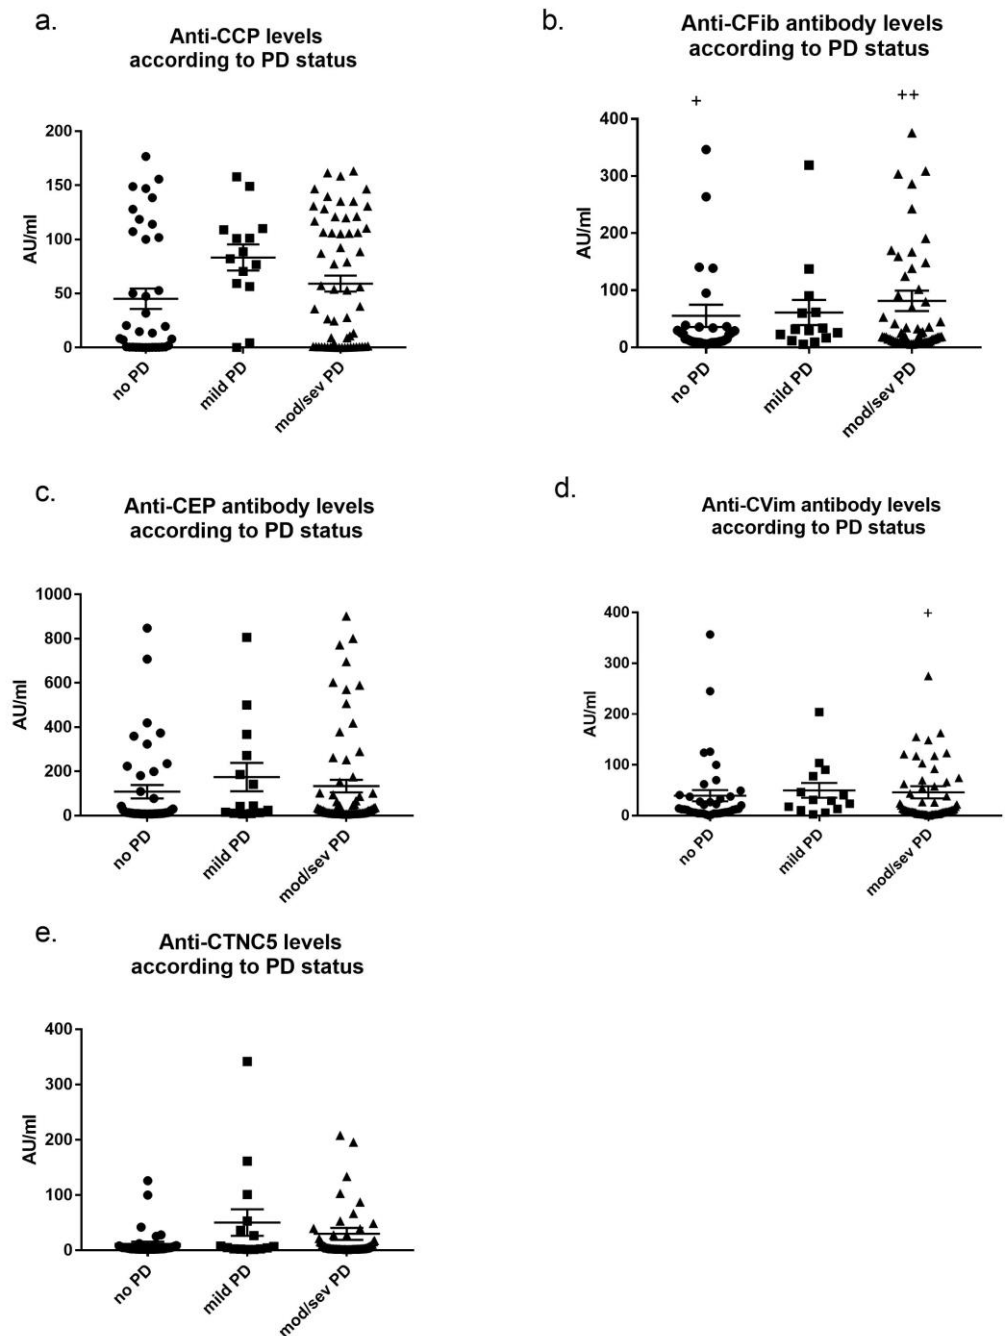 a.
Anti-CCP levels
according to PD status
200
150
100
50
0
AU/ml
no PD
mild PD
mod/sev PD
b.
Anti-CFib antibody levels
according to PD status
+
++
400
300
200
100
0
AU/ml
no PD
mild PD
mod/sev PD
c.
Anti-CEP antibody levels
according to PD status
1000
800
600
400
200
0
AU/ml
no PD
mild PD
mod/sev PD
d.
Anti-CVim antibody levels
according to PD status
+
400
300
200
100
0
AU/ml
no PD
mild PD
mod/sev PD
e.
Anti-CTNC5 levels
according to PD status
400
300
200
100
0
AU/ml
no PD
mild PD
mod/sev PD